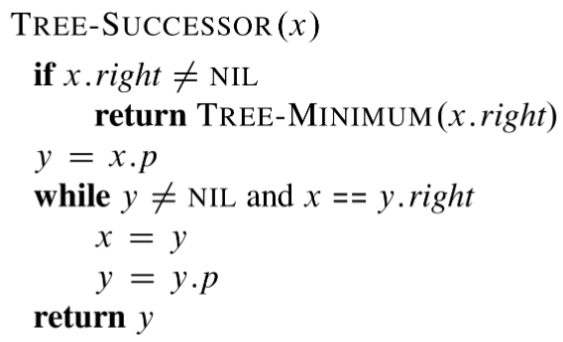 TREE-SUCCESSOR(x)
if x.right ≠ NIL
return TREE-MINIMUM(x.right)
y = x.p
while y ≠ NIL and x == y.right
x = y
y = y.p
return y